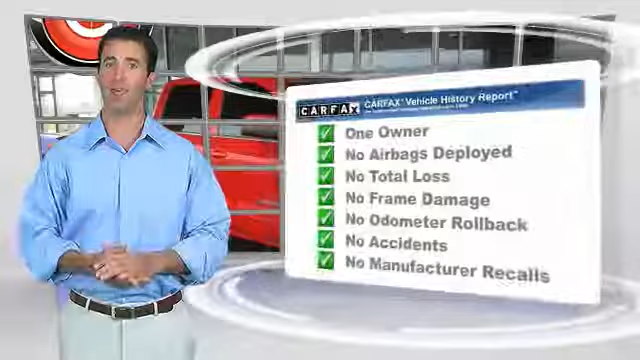 CARFAX
CARFAX Vehicle History Report™
One Owner
No Airbags Deployed
No Total Loss
No Frame Damage
No Odometer Rollback
No Accidents
No Manufacturer Recalls